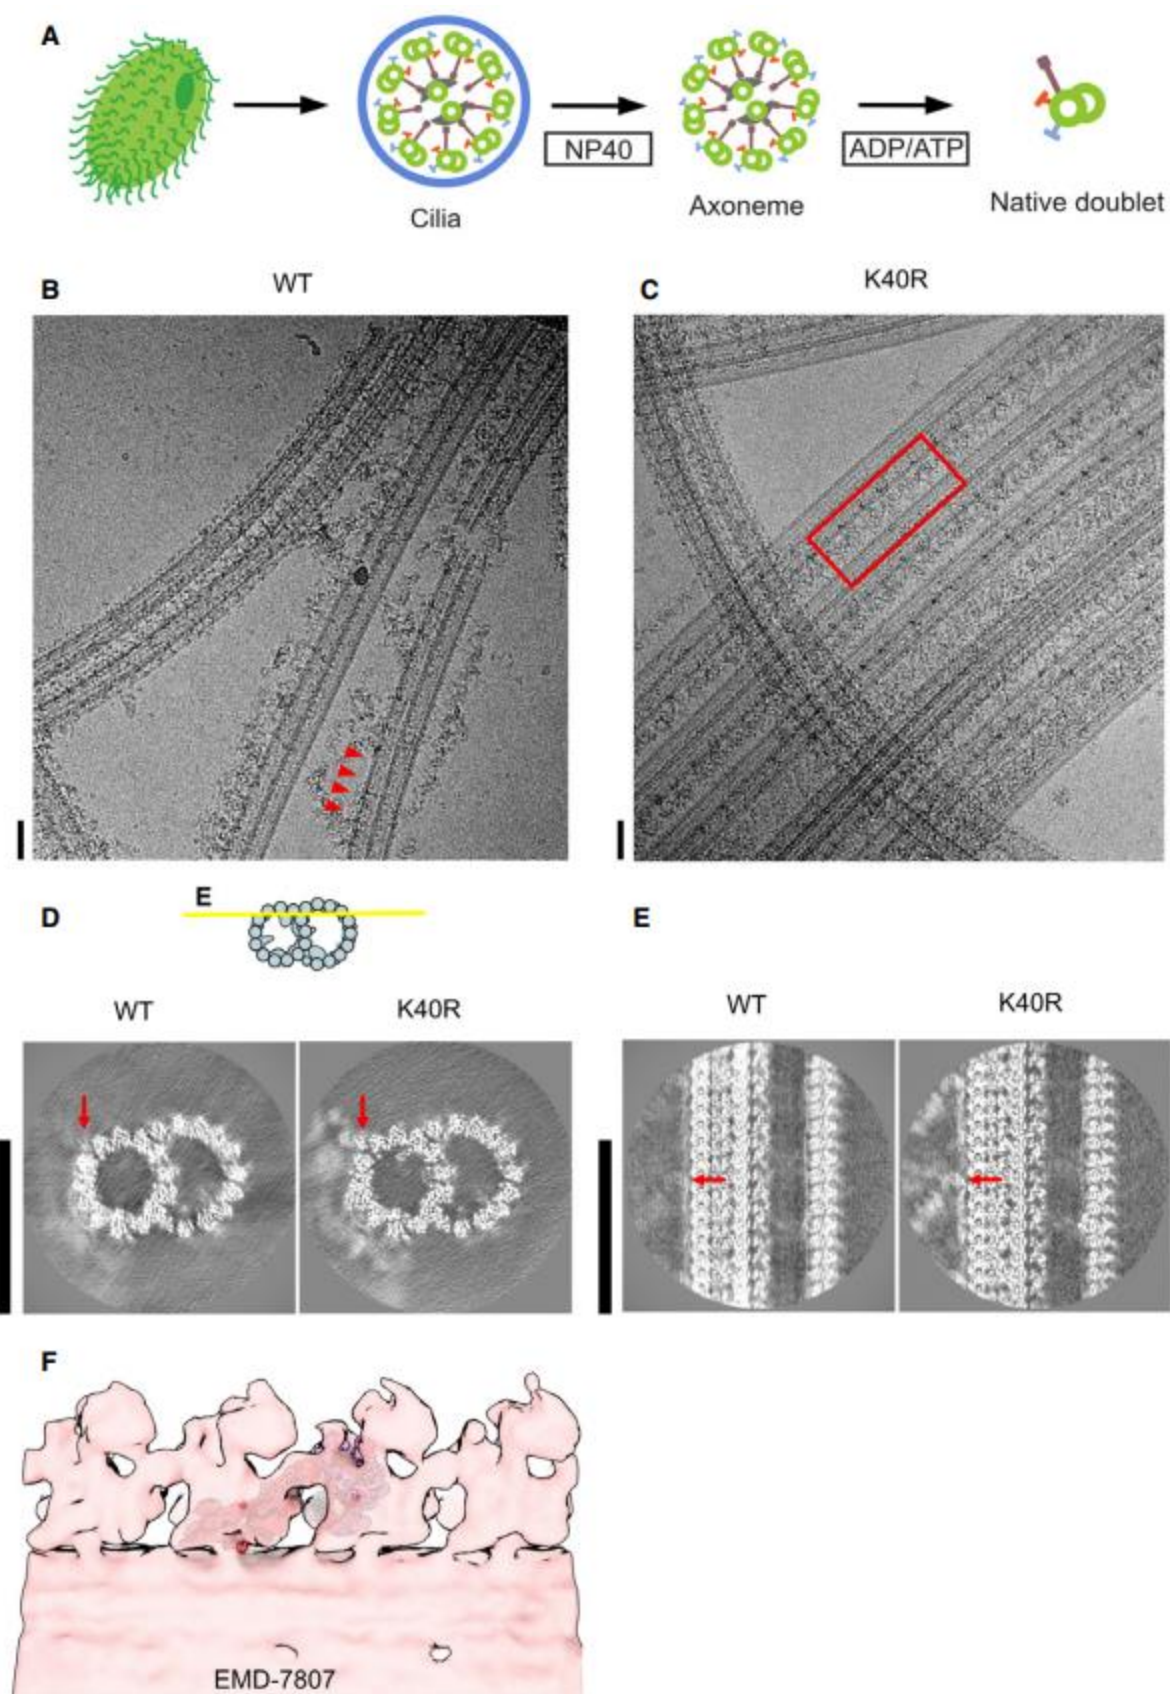 A
NP40
ADP/ATP
Cilia
Axoneme
Native doublet
B
WT
C
K40R
D
E
E
WT
K40R
WT
K40R
F
EMD-7807